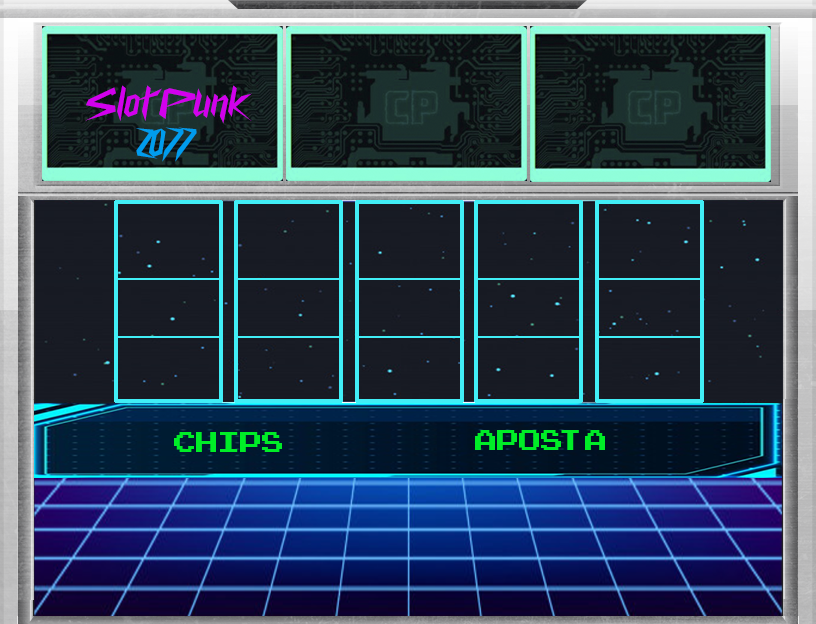 SlotPunk
2077
CP
CP
CHIPS
APOSTA